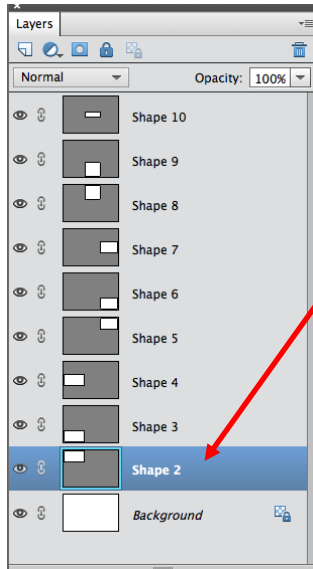 Layers
Normal Opacity: 100%
Shape 10
Shape 9
Shape 8
Shape 7
Shape 6
Shape 5
Shape 4
Shape 3
Shape 2
Background